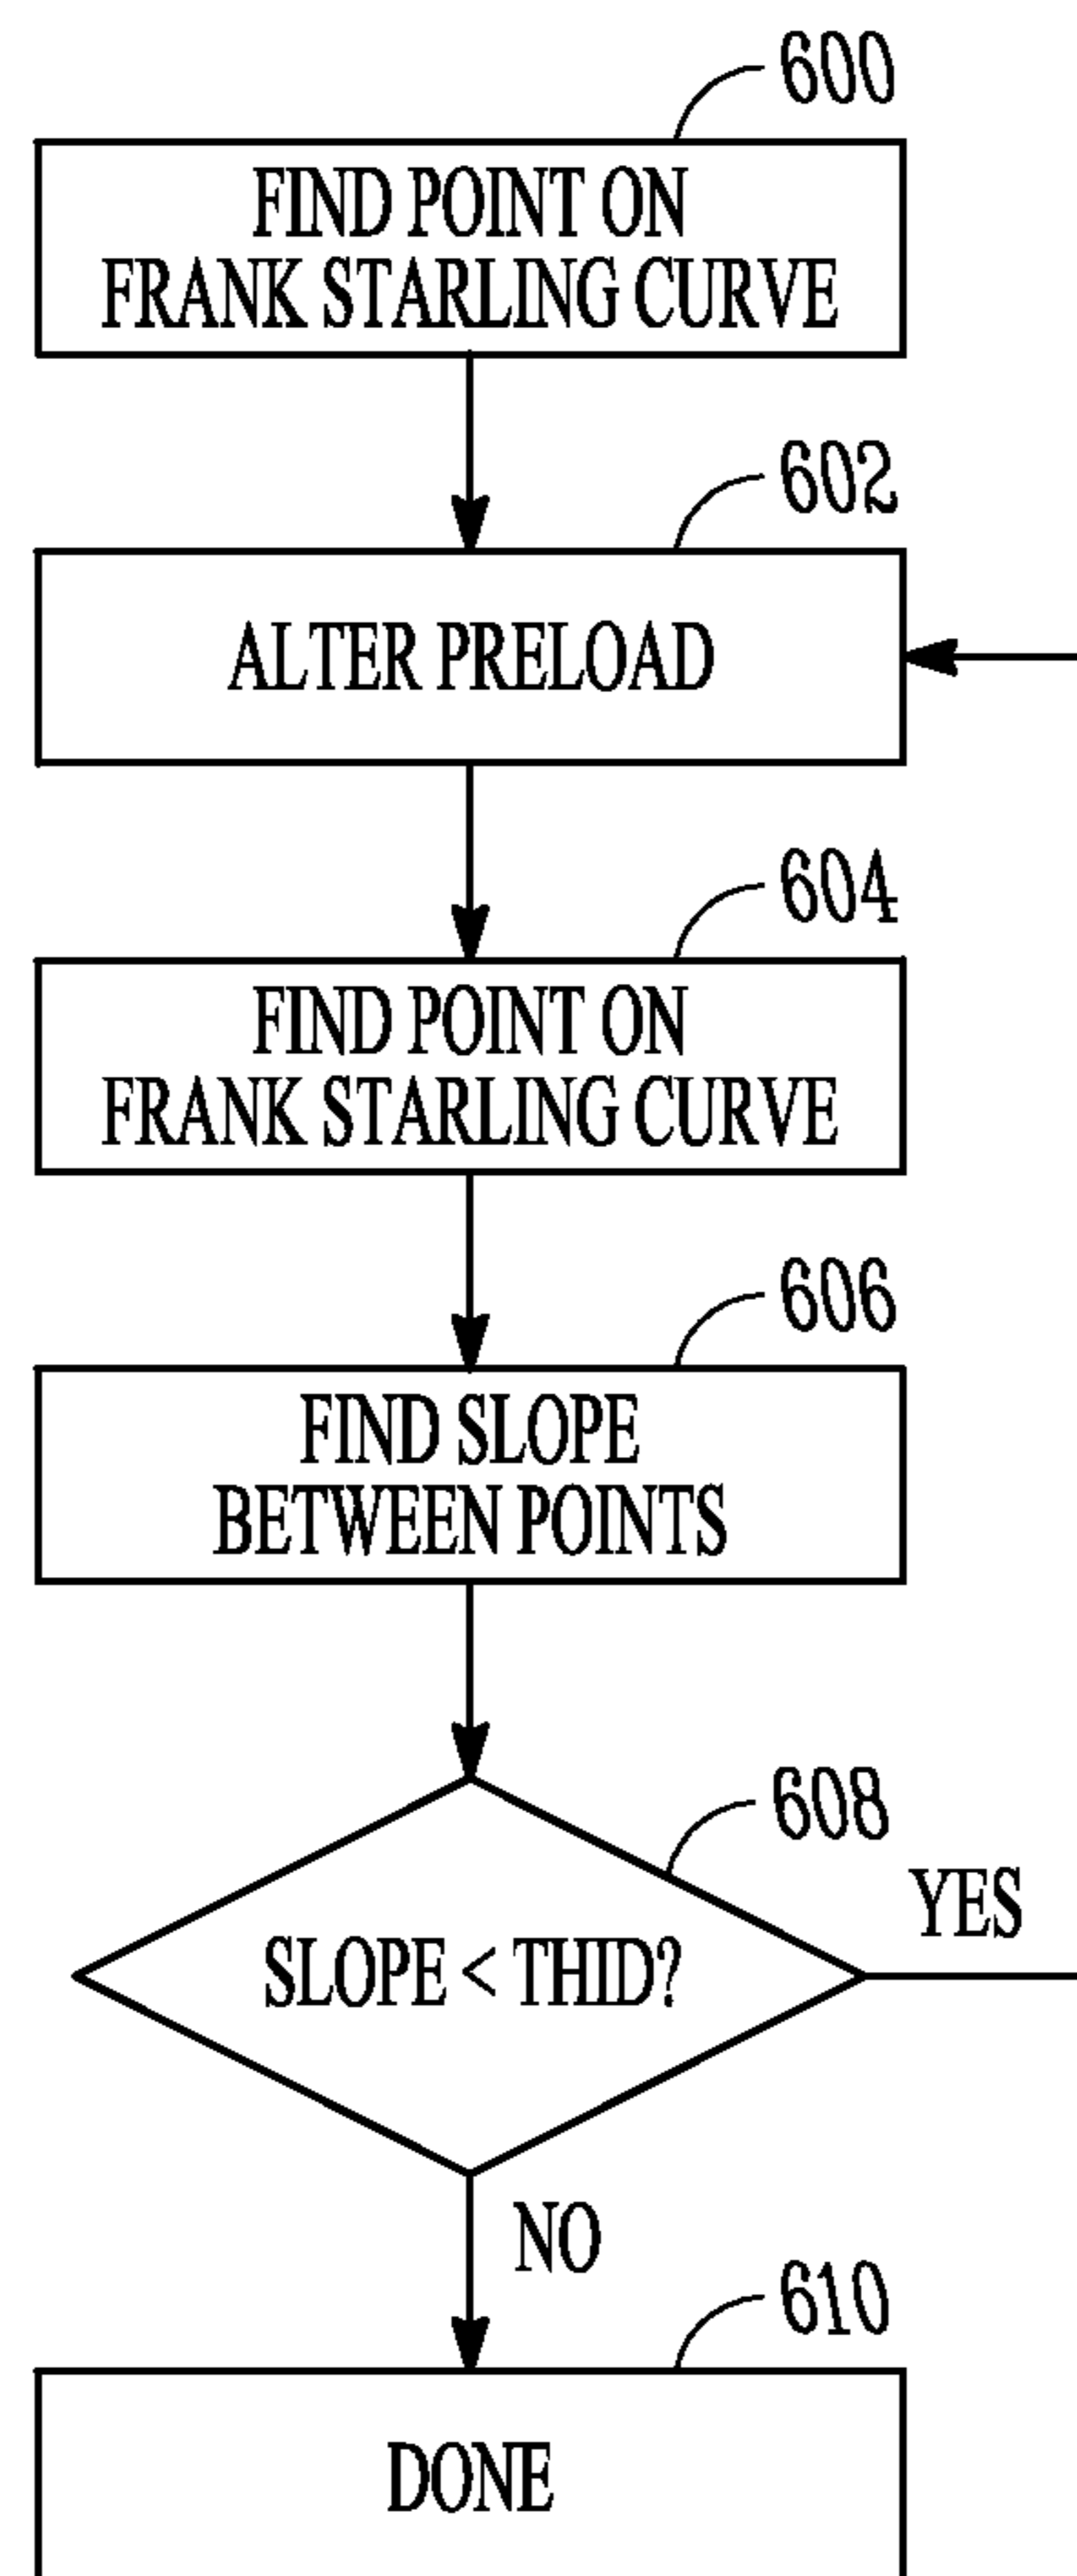 600
FIND POINT ON
FRANK STARLING CURVE
602
ALTER PRELOAD
604
FIND POINT ON
FRANK STARLING CURVE
606
FIND SLOPE
BETWEEN POINTS
608
SLOPE < THID?
YES
NO
610
DONE